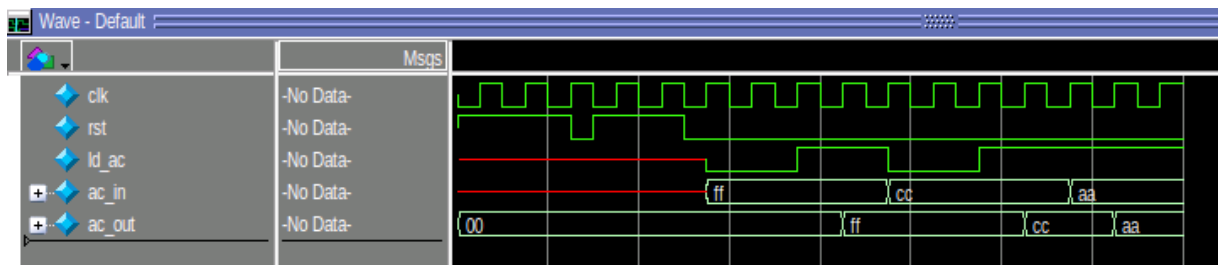 Wave - Default
Msgs
clk -No Data-
rst -No Data-
ld_ac -No Data-
ac_in -No Data- ff cc aa
ac_out -No Data- 00 ff cc aa